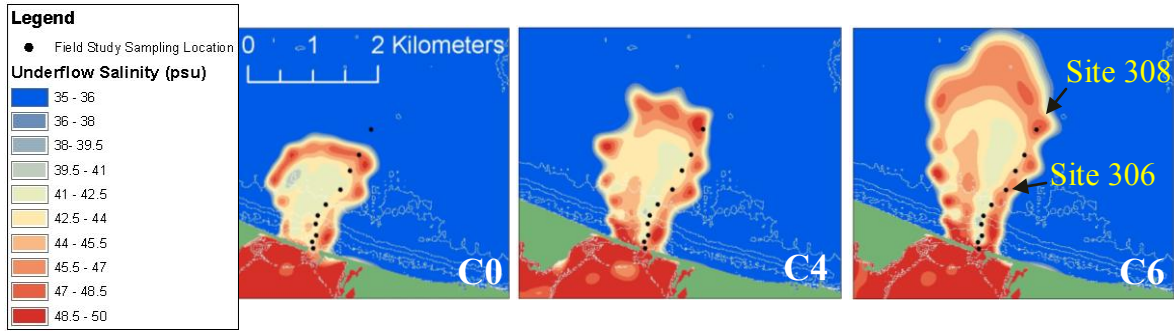 Legend
Field Study Sampling Location
Underflow Salinity (psu)
35 - 36
36 - 38
38- 39.5
39.5 - 41
41 - 42.5
42.5 - 44
44 - 45.5
45.5 - 47
47 - 48.5
48.5 - 50
0 1 2 Kilometers
C0
C4
Site 308
Site 306
C6